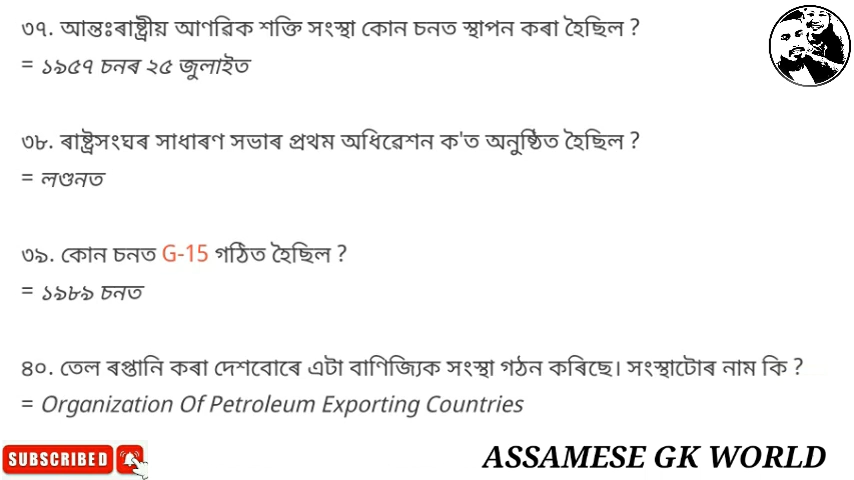 ৩৭. আন্তঃৰাষ্ট্ৰীয় আণৱিক শক্তি সংস্থা কোন চনত স্থাপন কৰা হৈছিল ?
= ১৯৫৭ চনৰ ২৫ জুলাইত
৩৮. ৰাষ্ট্ৰসংঘৰ সাধাৰণ সভাৰ প্ৰথম অধিৱেশন ক'ত অনুষ্ঠিত হৈছিল ?
= লণ্ডনত
৩৯. কোন চনত G-15 গঠিত হৈছিল ?
= ১৯৮৯ চনত
৪০. তেল ৰপ্তানি কৰা দেশবোৰে এটা বাণিজ্যিক সংস্থা গঠন কৰিছে। সংস্থাটোৰ নাম কি ?
= Organization Of Petroleum Exporting Countries
SUBSCRIBED
ASSAMESE GK WORLD